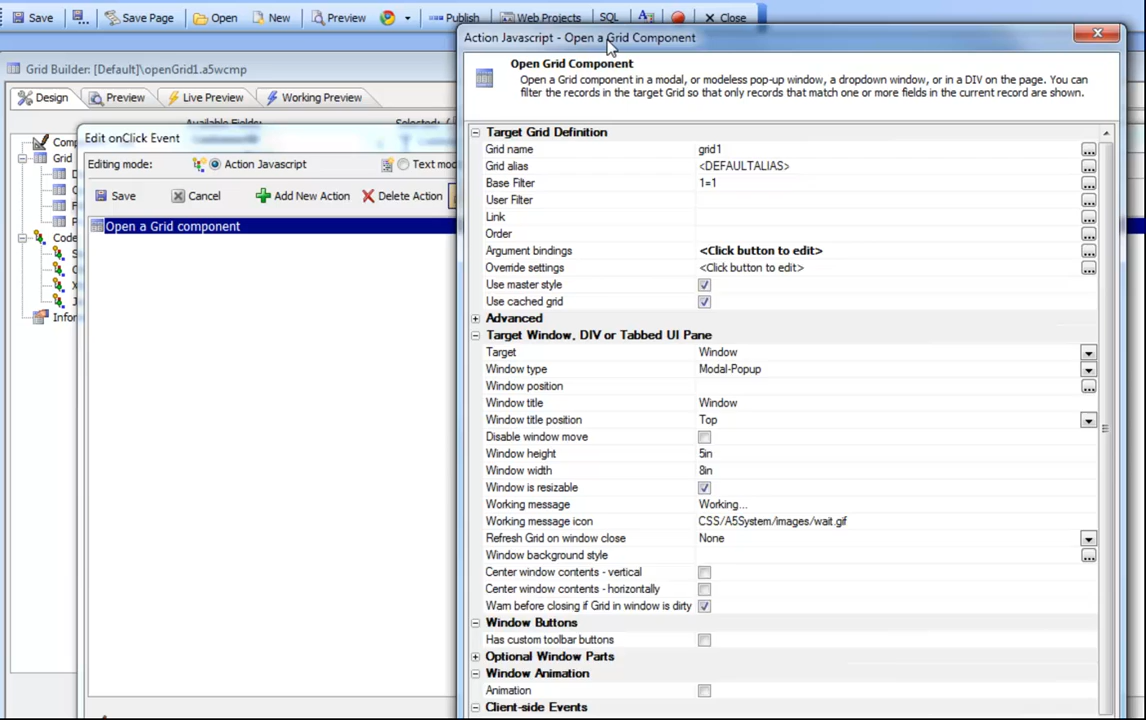 Save
Save Page
Open
New
Preview
Publish
Web Projects
SQL
A
Close
Action Javascript - Open a Grid Component
Open Grid Component
Open a Grid component in a modal, or modeless pop-up window, a dropdown window, or in a DIV on the page. You can
filter the records in the target Grid so that only records that match one or more fields in the current record are shown.
Grid Builder: [Default]\openGrid1.a5wcmp
Design
Preview
Live Preview
Working Preview
Available Fields:
Selected:
Com
Grid
D
F
P
Code
S
X
J
Infor
Edit onClick Event
Editing mode:
Action Javascript
Text mo
Save
Cancel
Add New Action
Delete Action
Open a Grid component
Target Grid Definition
Grid name grid1
Grid alias <DEFAULTALIAS>
Base Filter 1=1
User Filter
Link
Order
Argument bindings <Click button to edit>
Override settings <Click button to edit>
Use master style
Use cached grid
Advanced
Target Window, DIV or Tabbed UI Pane
Target Window
Window type Modal-Popup
Window position
Window title Window
Window title position Top
Disable window move
Window height 5in
Window width 8in
Window is resizable
Working message Working...
Working message icon CSS/A5System/images/wait.gif
Refresh Grid on window close None
Window background style
Center window contents - vertical
Center window contents - horizontally
Warn before closing if Grid in window is dirty
Window Buttons
Has custom toolbar buttons
Optional Window Parts
Window Animation
Animation
Client-side Events